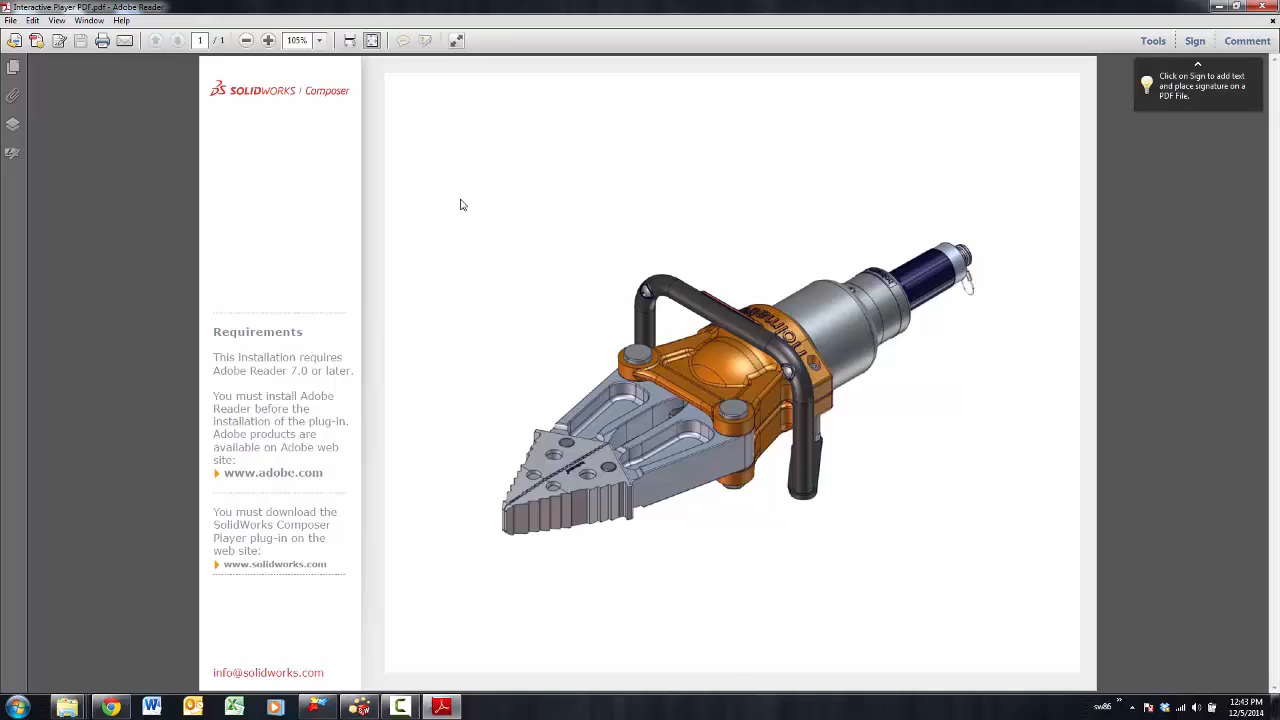 Interactive Player PDF.pdf - Adobe Reader
File Edit View Window Help
1 / 1 105% Tools Sign Comment
Click on Sign to add text
and place signature on a
PDF File.
SOLIDWORKS | Composer
holmatro
Requirements
This installation requires
Adobe Reader 7.0 or later.
You must install Adobe
Reader before the
installation of the plug-in.
Adobe products are
available on Adobe web
site:
www.adobe.com
You must download the
SolidWorks Composer
Player plug-in on the
web site:
www.solidworks.com
info@solidworks.com
sw86 12:43 PM
12/5/2014